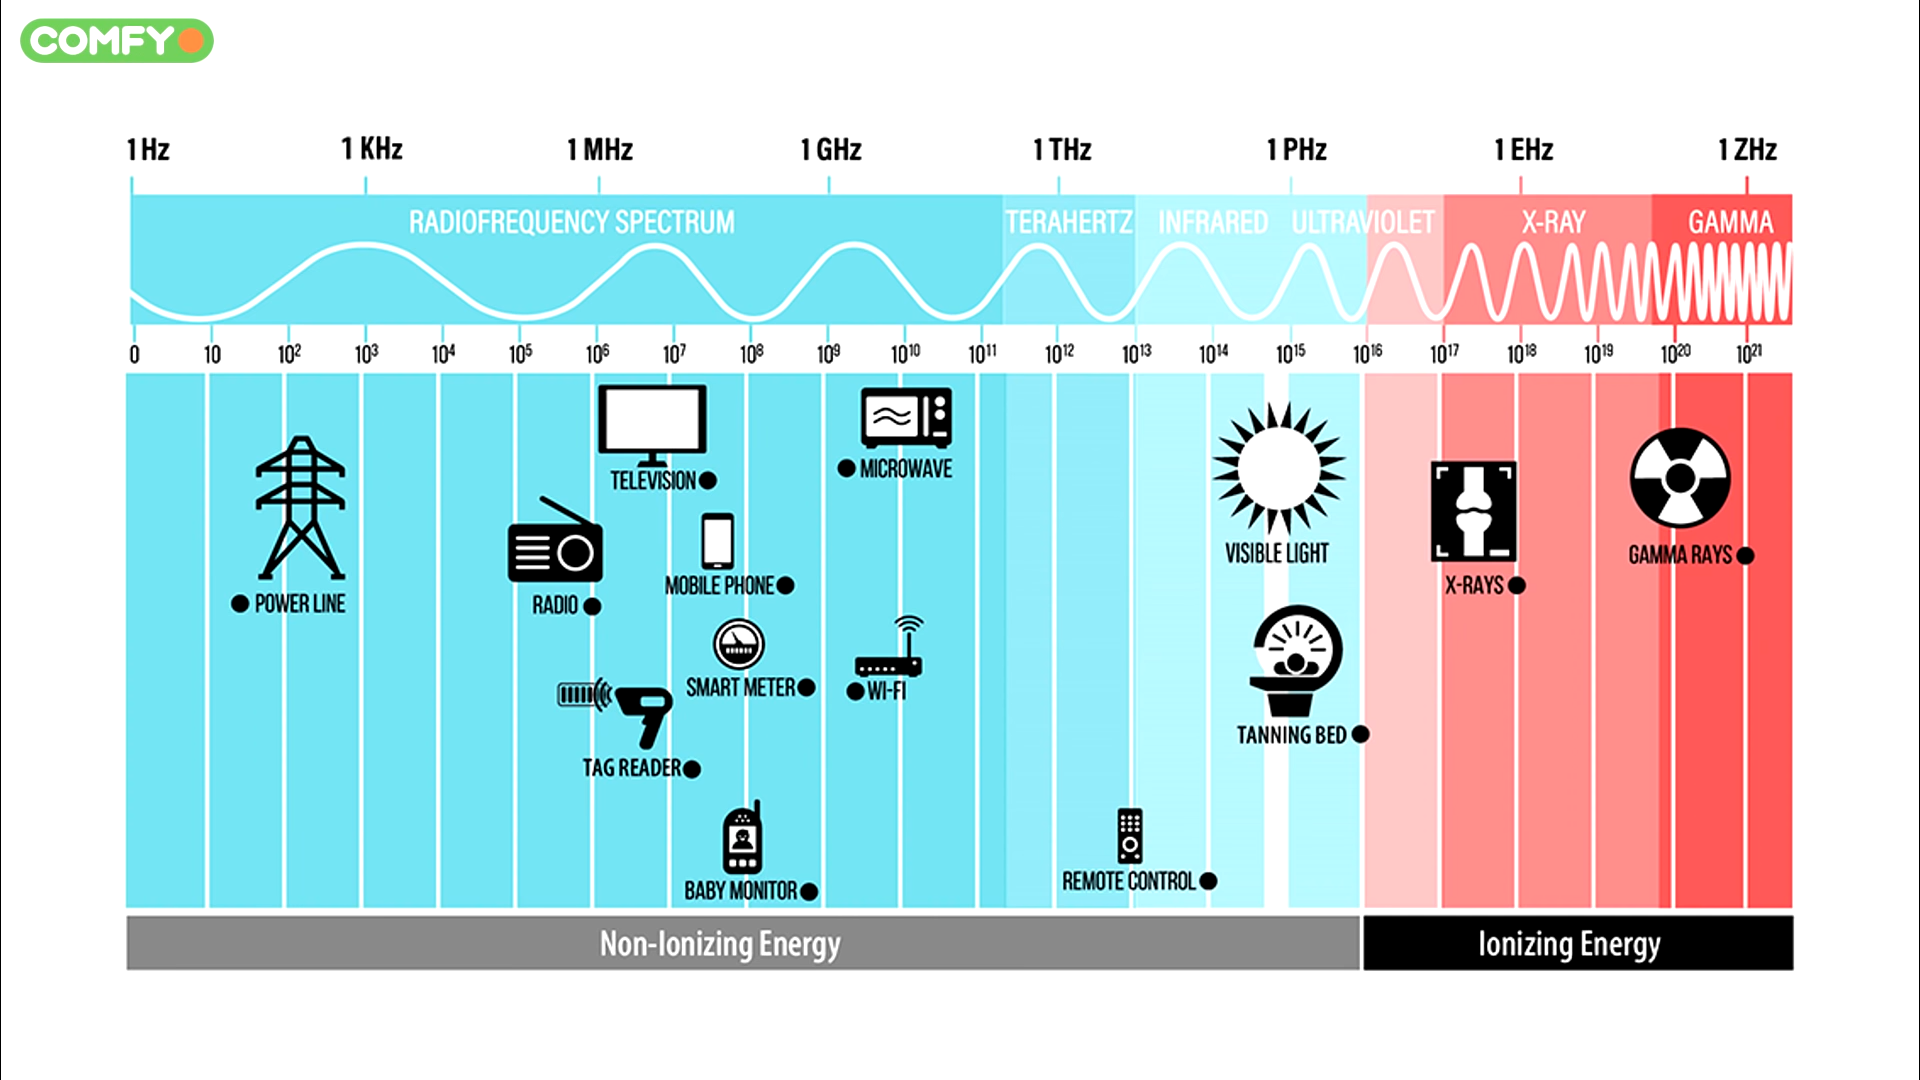 COMFY
1 Hz 1 KHz 1 MHz 1 GHz 1 THz 1 PHz 1 EHz 1 ZHz
RADIOFREQUENCY SPECTRUM TERAHERTZ INFRARED ULTRAVIOLET X-RAY GAMMA
0 10 10² 10³ 10⁴ 10⁵ 10⁶ 10⁷ 10⁸ 10⁹ 10¹⁰ 10¹¹ 10¹² 10¹³ 10¹⁴ 10¹⁵ 10¹⁶ 10¹⁷ 10¹⁸ 10¹⁹ 10²⁰ 10²¹
MICROWAVE
TELEVISION
VISIBLE LIGHT
GAMMA RAYS
MOBILE PHONE
X-RAYS
POWER LINE
RADIO
SMART METER
WI-FI
TANNING BED
TAG READER
REMOTE CONTROL
BABY MONITOR
Non-Ionizing Energy Ionizing Energy